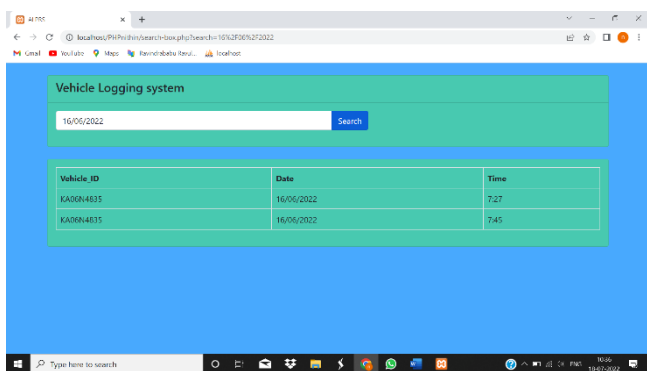 ALPRS
localhost/PHPnithin/search-box.php?search=16%2F06%2F2022
Gmail YouTube Maps localhost
Vehicle Logging system
16/06/2022 Search
Vehicle_ID Date Time
KA06N4835 16/06/2022 7:27
KA06N4835 16/06/2022 7:45
Type here to search
ENG 10:36
18-07-2022